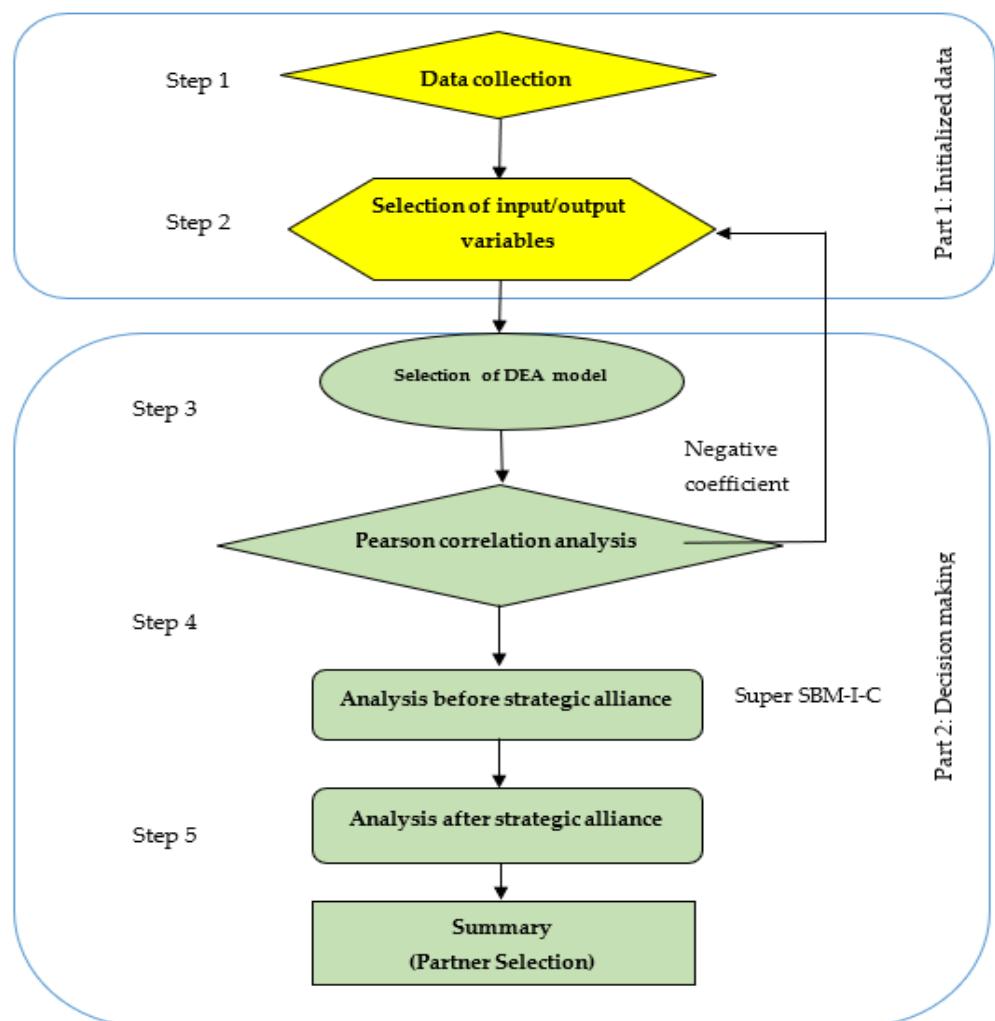 Step 1
Data collection
Part 1: Initialized data
Step 2
Selection of input/output
variables
Selection of DEA model
Step 3
Negative
coefficient
Pearson correlation analysis
Part 2: Decision making
Step 4
Analysis before strategic alliance
Super SBM-I-C
Analysis after strategic alliance
Step 5
Summary
(Partner Selection)